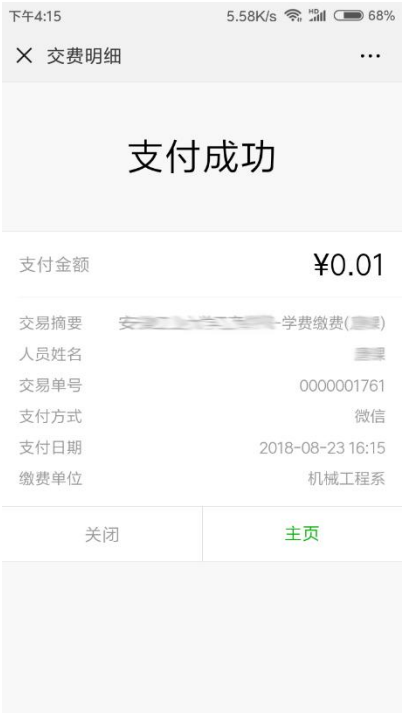 下午4:15 5.58K/s HD 68%
交费明细 ...
支付成功
支付金额 ¥0.01
交易摘要 安 -学费缴费( )
人员姓名
交易单号 0000001761
支付方式 微信
支付日期 2018-08-23 16:15
缴费单位 机械工程系
关闭 主页